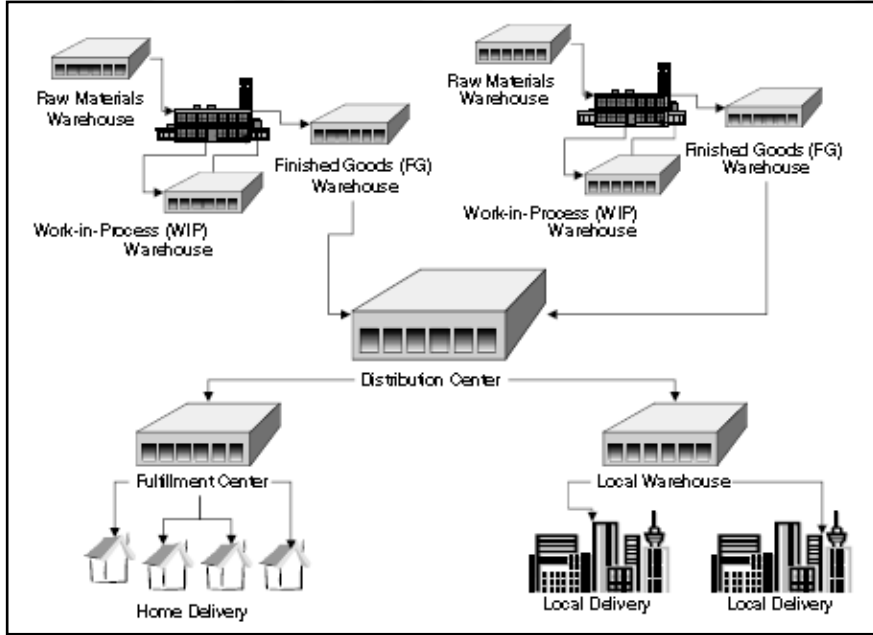 Raw Materials
Warehouse
Finished Goods (FG)
Warehouse
Work-in-Process (WIP)
Warehouse
Raw Materials
Warehouse
Finished Goods (FG)
Warehouse
Work-in-Process (WIP)
Warehouse
Distribution Center
Fulfillment Center
Local Warehouse
Home Delivery
Local Delivery
Local Delivery